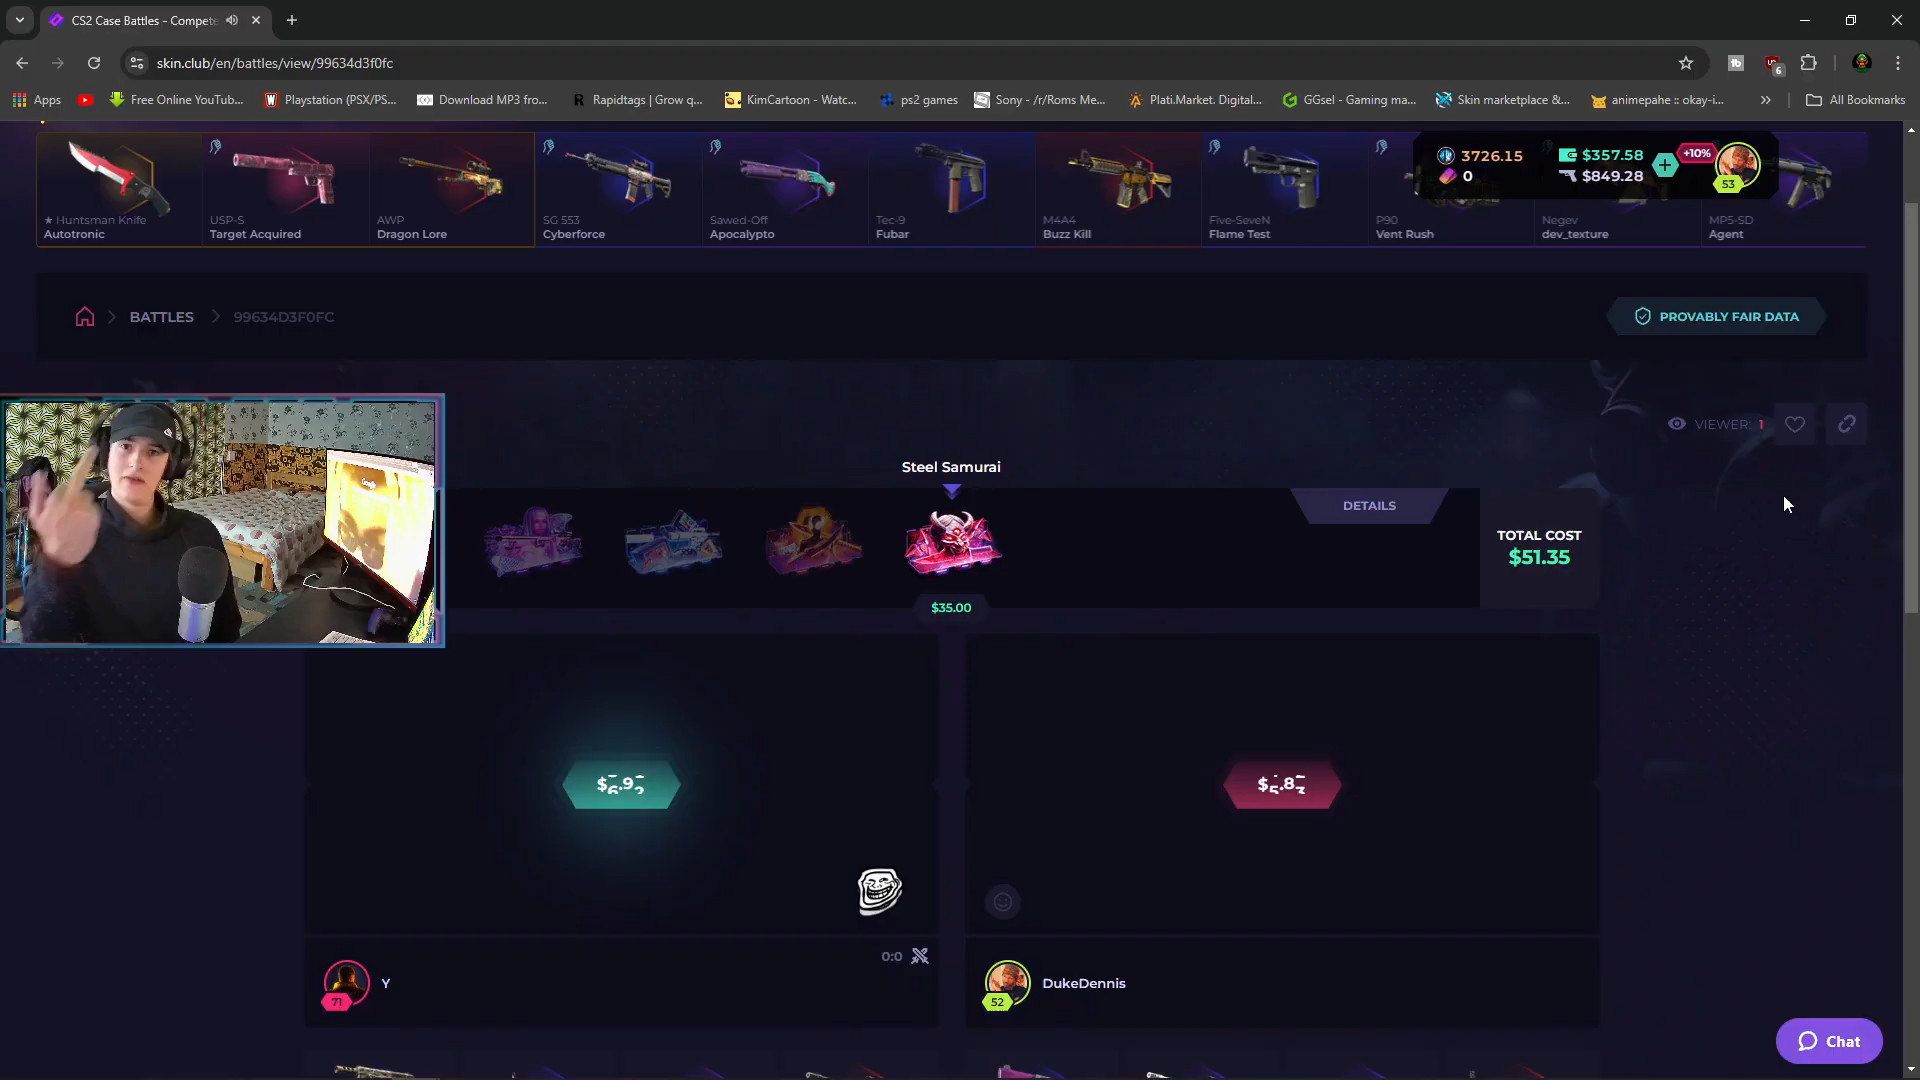 CS2 Case Battles - Compete
skin.club/en/battles/view/99634d3f0fc
6
Apps
Free Online YouTub...
Playstation (PSX/PS...
Download MP3 fro...
Rapidtags | Grow q...
KimCartoon - Watc...
ps2 games
Sony - /r/Roms Me...
Plati.Market. Digital...
GGsel - Gaming ma...
Skin marketplace &...
animepahe :: okay-i...
All Bookmarks
★ Huntsman Knife
Autotronic
USP-S
Target Acquired
AWP
Dragon Lore
SG 553
Cyberforce
Sawed-Off
Apocalypto
Tec-9
Fubar
M4A4
Buzz Kill
Five-SeveN
Flame Test
P90
Vent Rush
Negev
dev_texture
MP5-SD
Agent
3726.15
0
$357.58
$849.28
+10%
53
BATTLES
99634D3F0FC
PROVABLY FAIR DATA
VIEWER: 1
Steel Samurai
DETAILS
TOTAL COST
$51.35
$35.00
0:0
71
Y
52
DukeDennis
Chat